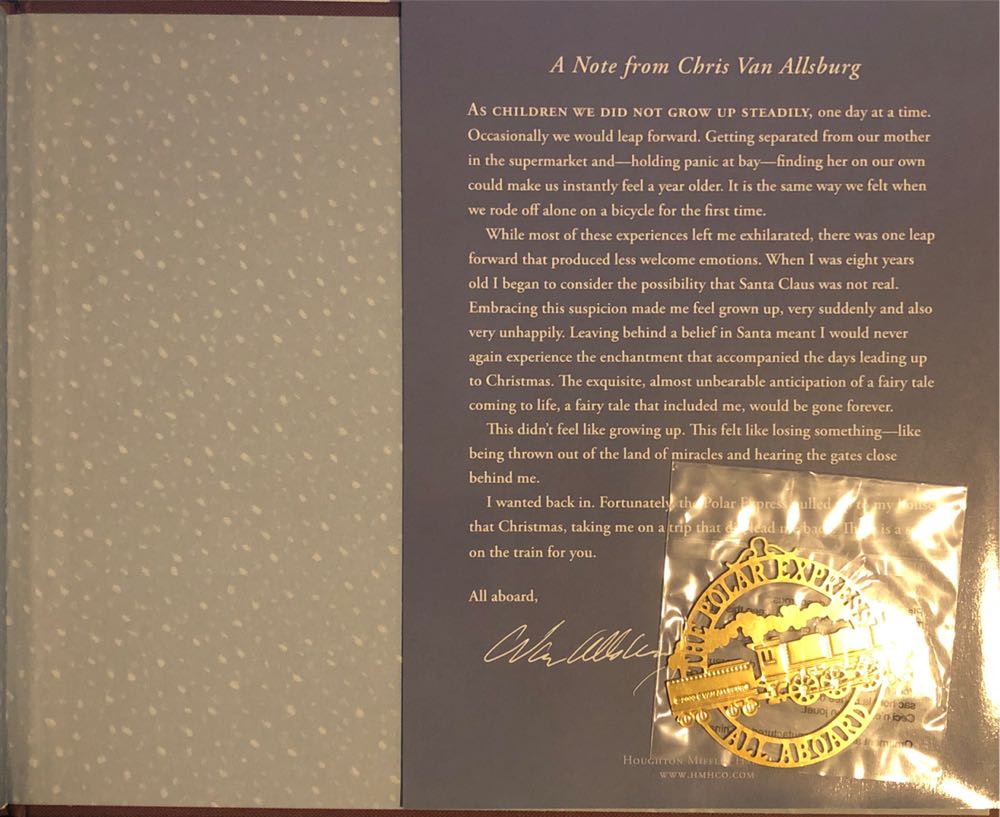 A Note from Chris Van Allsburg
AS CHILDREN WE DID NOT GROW UP STEADILY, one day at a time.
Occasionally we would leap forward. Getting separated from our mother
in the supermarket and—holding panic at bay—finding her on our own
could make us instantly feel a year older. It is the same way we felt when
we rode off alone on a bicycle for the first time.
While most of these experiences left me exhilarated, there was one leap
forward that produced less welcome emotions. When I was eight years
old I began to consider the possibility that Santa Claus was not real.
Embracing this suspicion made me feel grown up, very suddenly and also
very unhappily. Leaving behind a belief in Santa meant I would never
again experience the enchantment that accompanied the days leading up
to Christmas. The exquisite, almost unbearable anticipation of a fairy tale
coming to life, a fairy tale that included me, would be gone forever.
This didn't feel like growing up. This felt like losing something—like
being thrown out of the land of miracles and hearing the gates close
behind me.
I wanted back in. Fortunately, the Polar Express pulled up to my house
that Christmas, taking me on a trip that did lead me back. There is a
on the train for you.
All aboard,
THE POLAR EXPRESS
ALL ABOARD
HOUGHTON MIFFLIN
WWW.HMHCO.COM